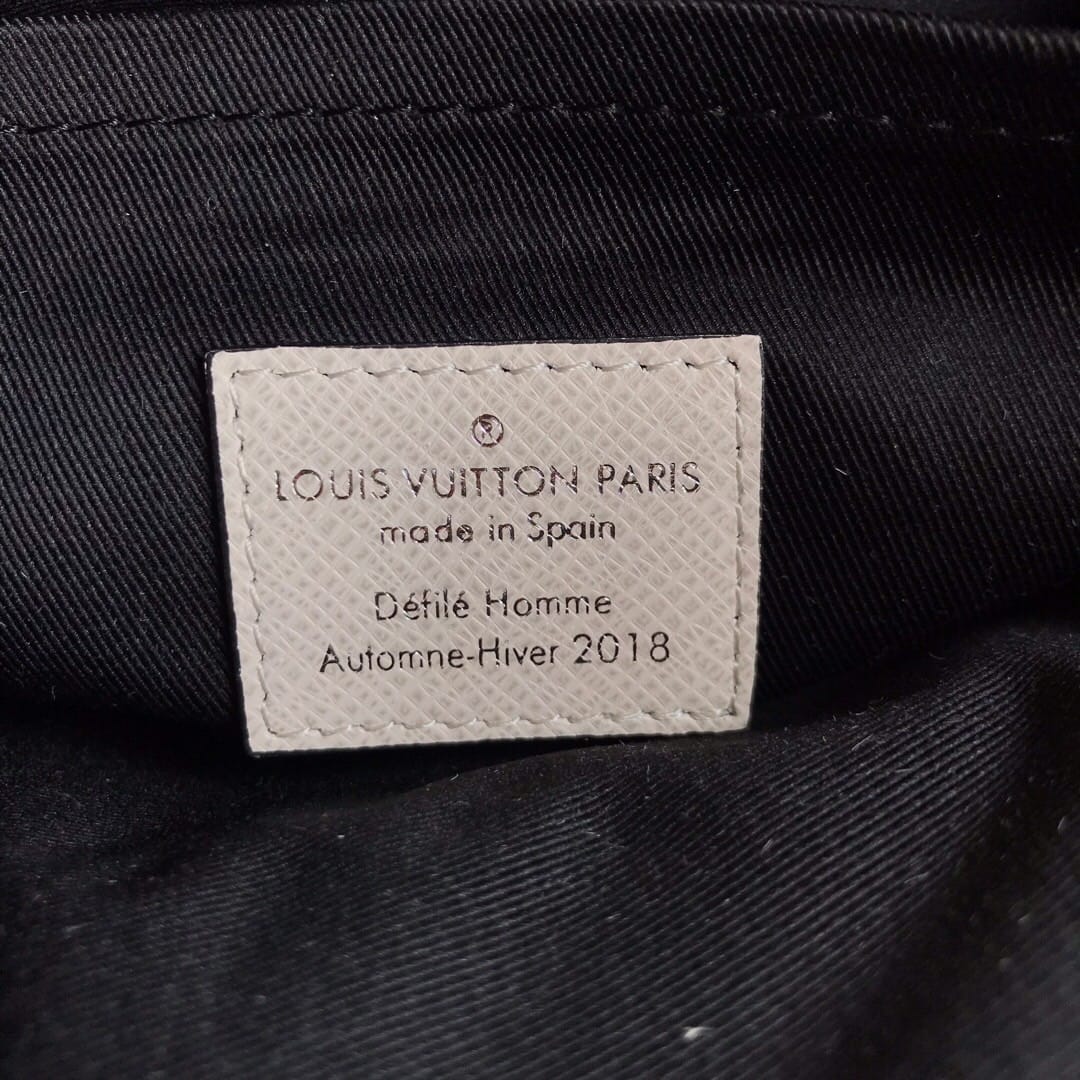 ®
LOUIS VUITTON PARIS
made in Spain
Défilé Homme
Automne-Hiver 2018